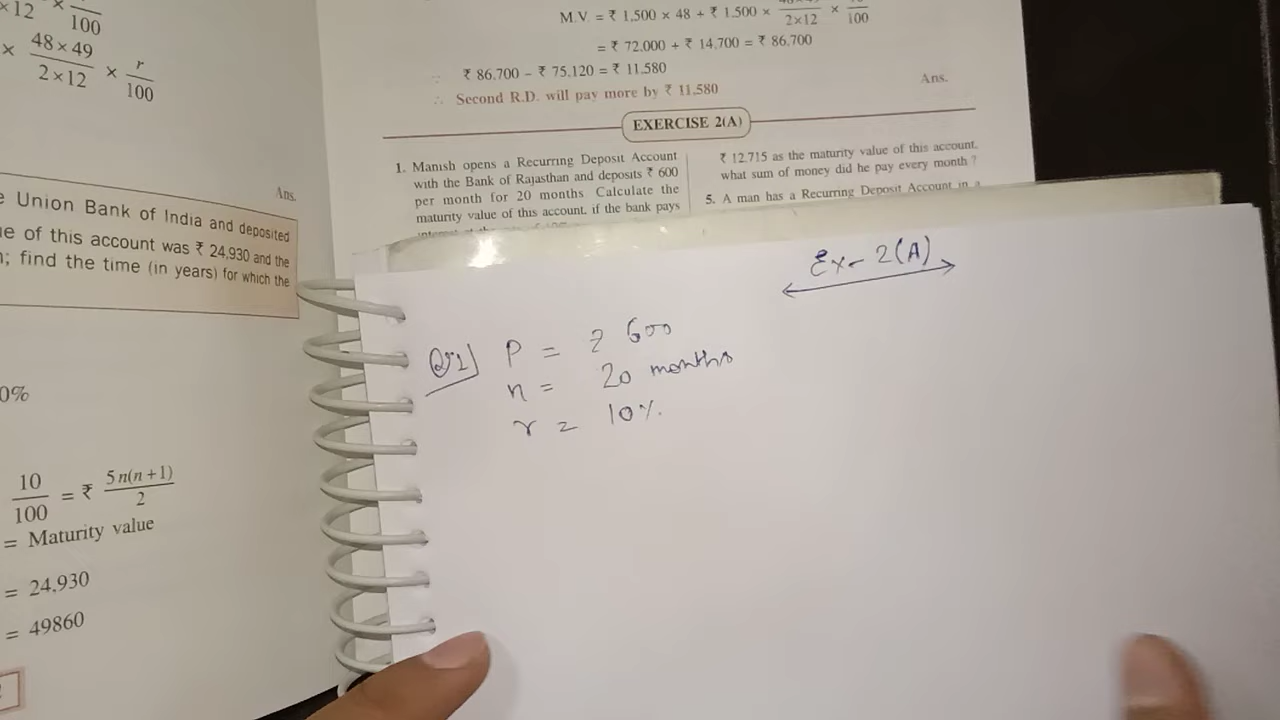 ×12 × 100
× 48×49 / 2×12 × r / 100
Ans.
Union Bank of India and deposited
of this account was ₹ 24,930 and the
; find the time (in years) for which the
0%
10 / 100 = ₹ 5n(n+1) / 2
= Maturity value
= 24,930
= 49860
M.V. = ₹ 1,500 × 48 + ₹ 1,500 × 2×12 × 100
= ₹ 72,000 + ₹ 14,700 = ₹ 86,700
∵ ₹ 86,700 – ₹ 75,120 = ₹ 11,580
∴ Second R.D. will pay more by ₹ 11,580
Ans.
EXERCISE 2(A)
1. Manish opens a Recurring Deposit Account
with the Bank of Rajasthan and deposits ₹ 600
per month for 20 months Calculate the
maturity value of this account, if the bank pays
₹ 12,715 as the maturity value of this account,
what sum of money did he pay every month ?
5. A man has a Recurring Deposit Account in a
Ex- 2(A)
P = ₹ 600
n = 20 months
r = 10%